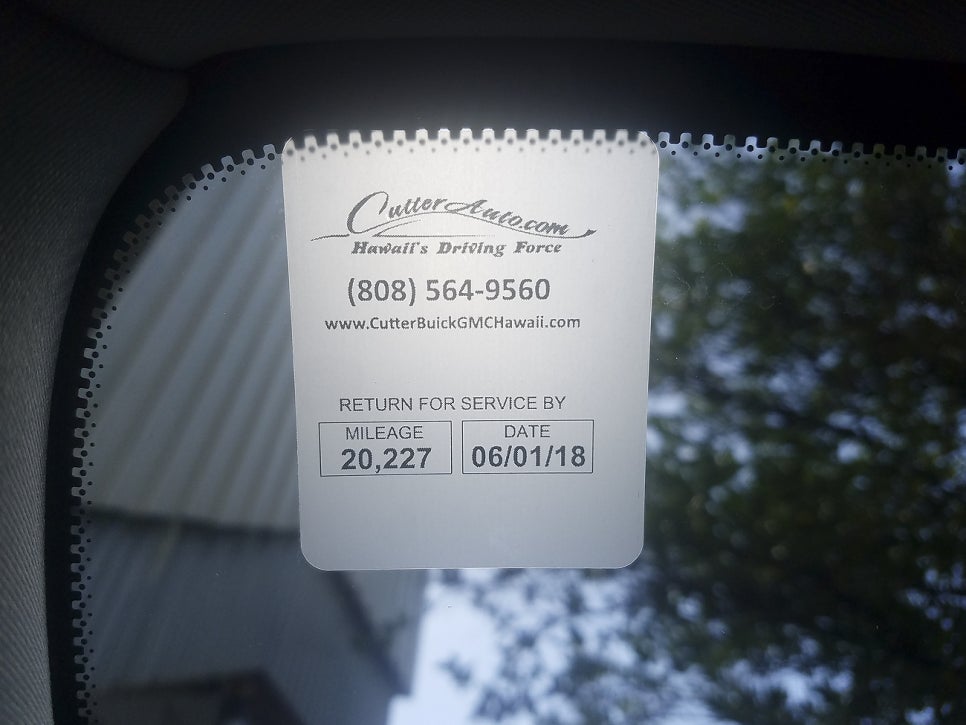 CutterAuto.com
Hawaii's Driving Force
(808) 564-9560
www.CutterBuickGMCHawaii.com
RETURN FOR SERVICE BY
MILEAGE
20,227
DATE
06/01/18